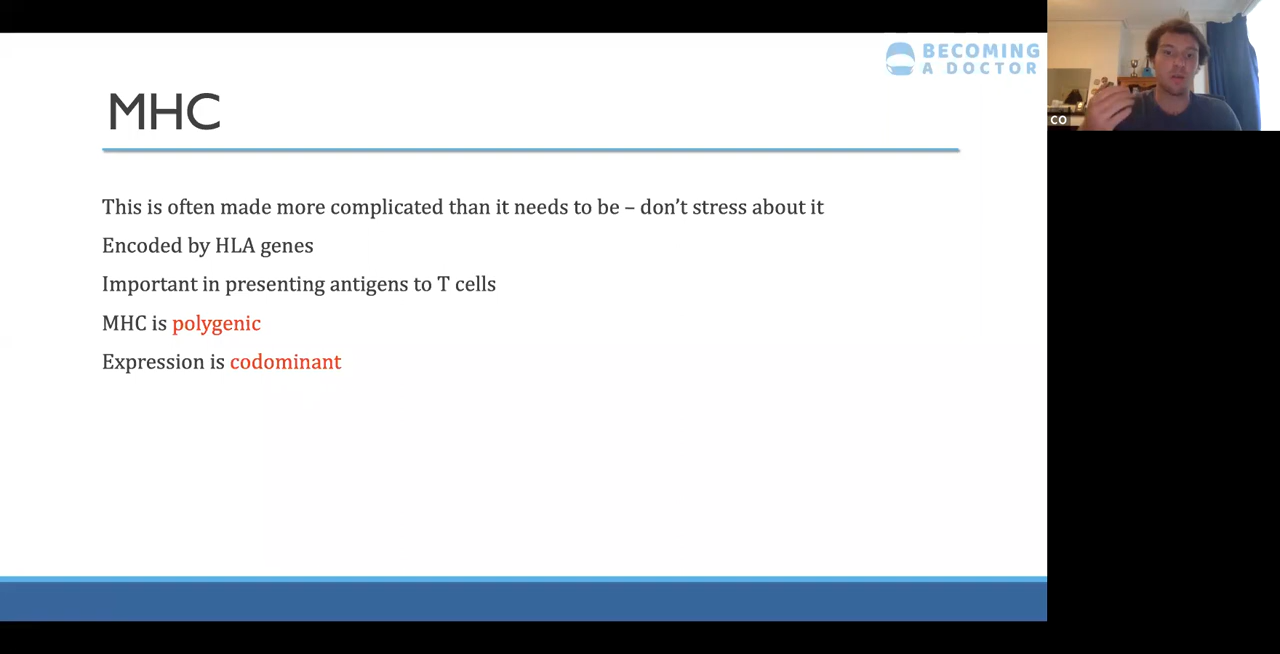 BECOMING
A DOCTOR
MHC
This is often made more complicated than it needs to be – don't stress about it
Encoded by HLA genes
Important in presenting antigens to T cells
MHC is polygenic
Expression is codominant
CO